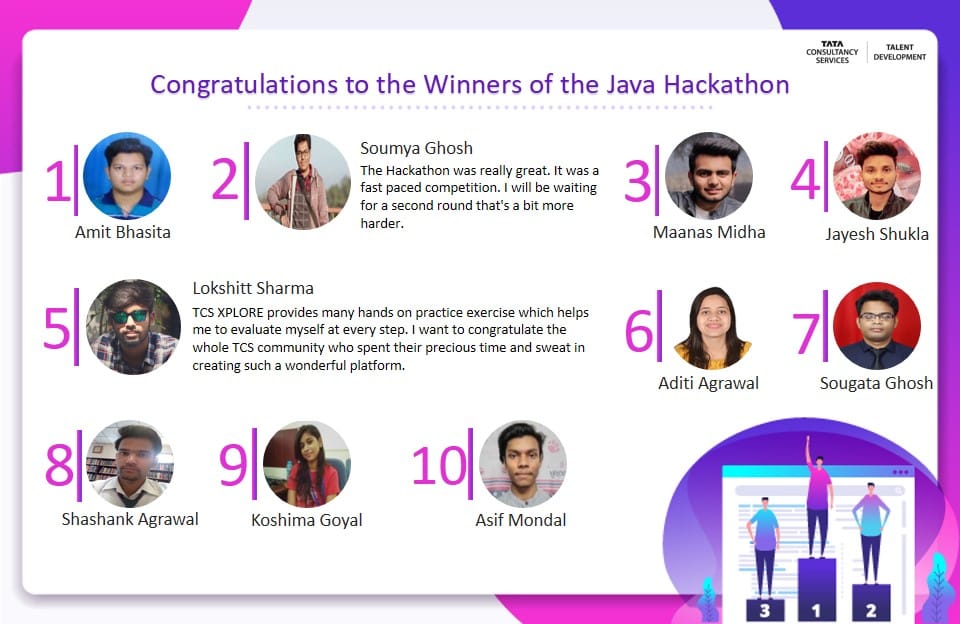 TATA
CONSULTANCY
SERVICES
TALENT
DEVELOPMENT
Congratulations to the Winners of the Java Hackathon
1
Amit Bhasita
2
Soumya Ghosh
The Hackathon was really great. It was a
fast paced competition. I will be waiting
for a second round that's a bit more
harder.
3
Maanas Midha
4
Jayesh Shukla
5
Lokshitt Sharma
TCS XPLORE provides many hands on practice exercise which helps
me to evaluate myself at every step. I want to congratulate the
whole TCS community who spent their precious time and sweat in
creating such a wonderful platform.
6
Aditi Agrawal
7
Sougata Ghosh
8
Shashank Agrawal
9
Koshima Goyal
10
Asif Mondal
3 1 2